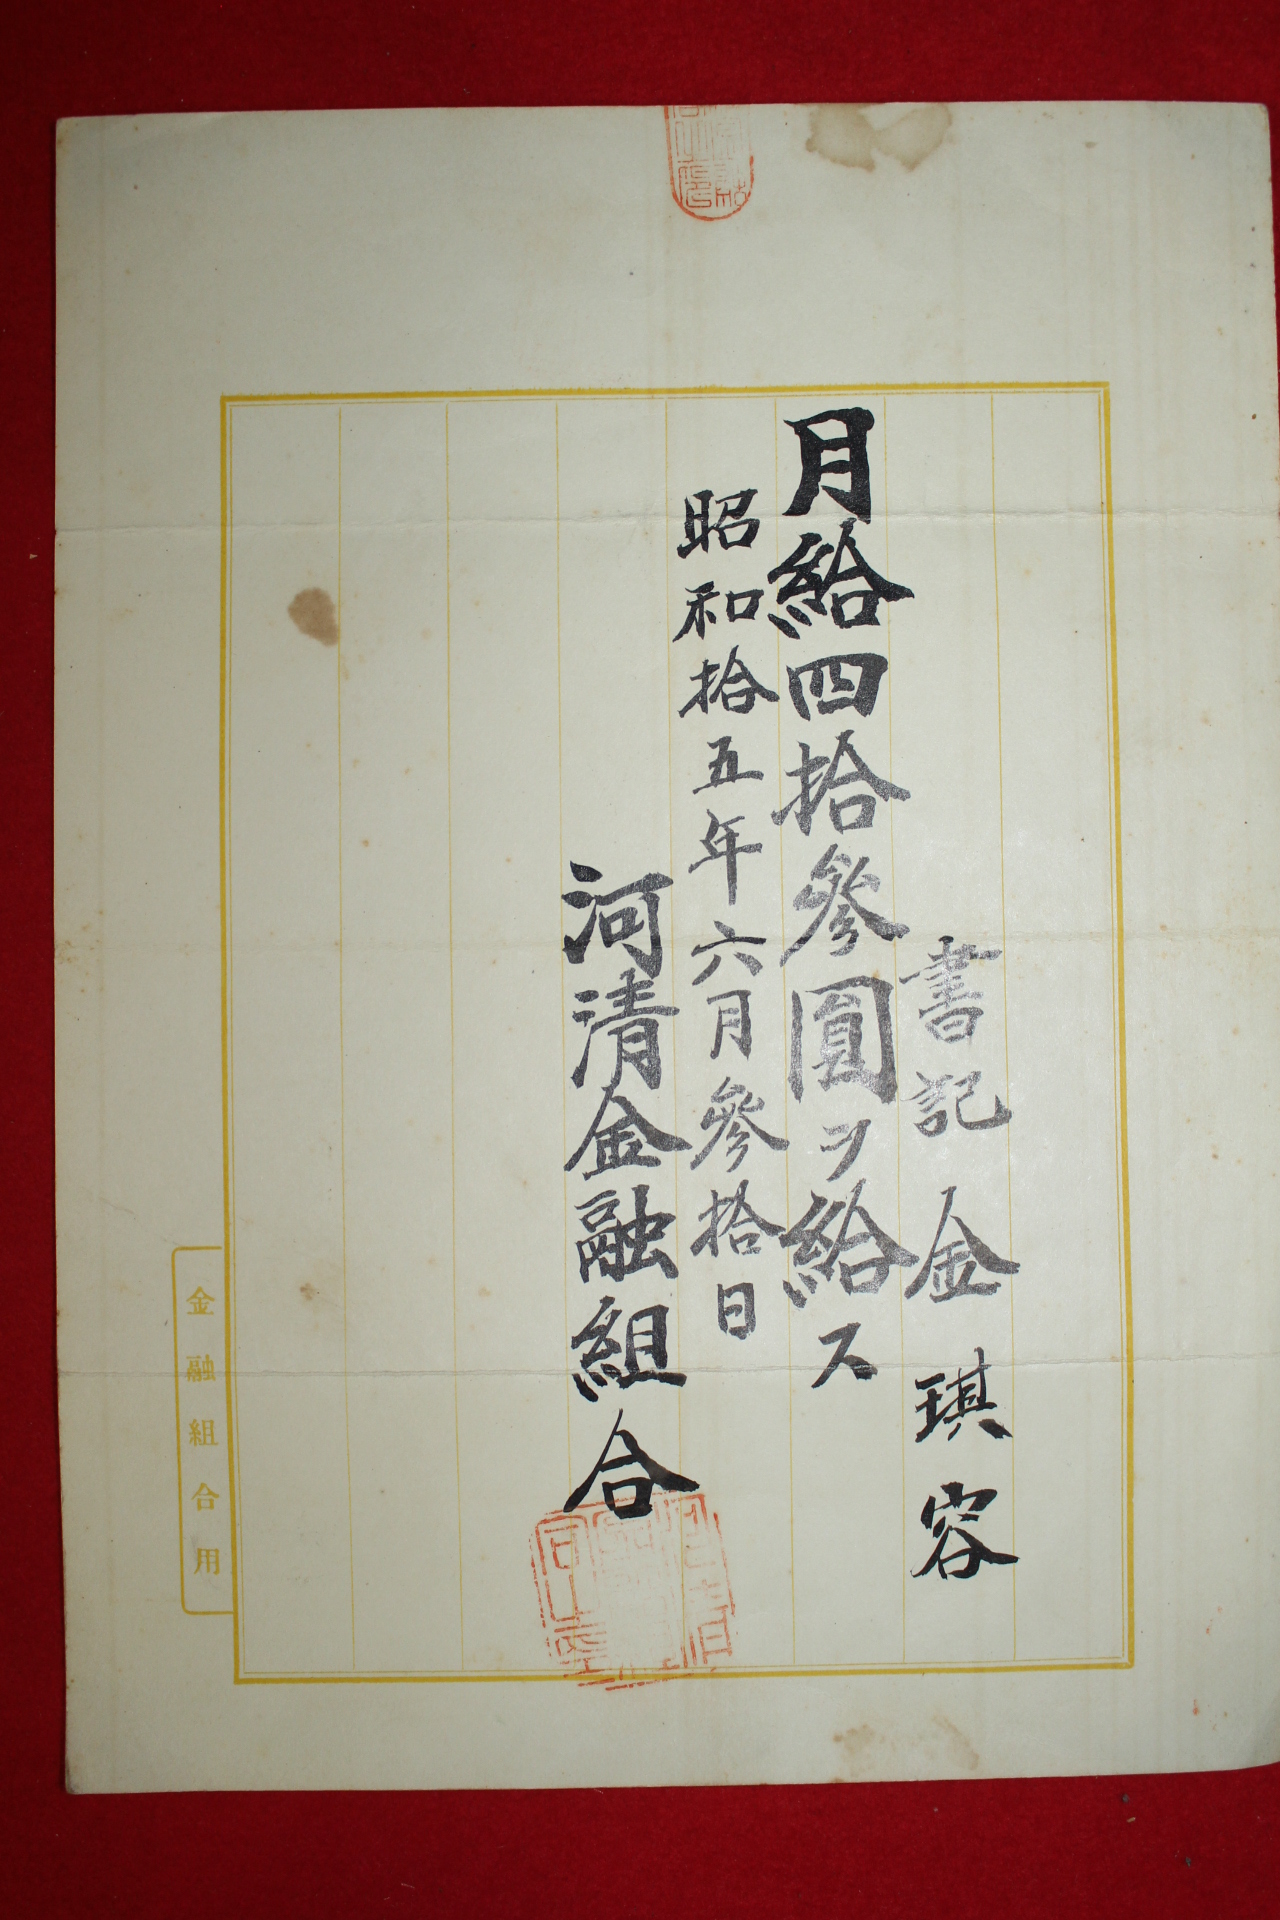 書記 金琪容
月給四拾參圓ヲ給ス
昭和拾五年六月參拾日
河清金融組合
金融組合用